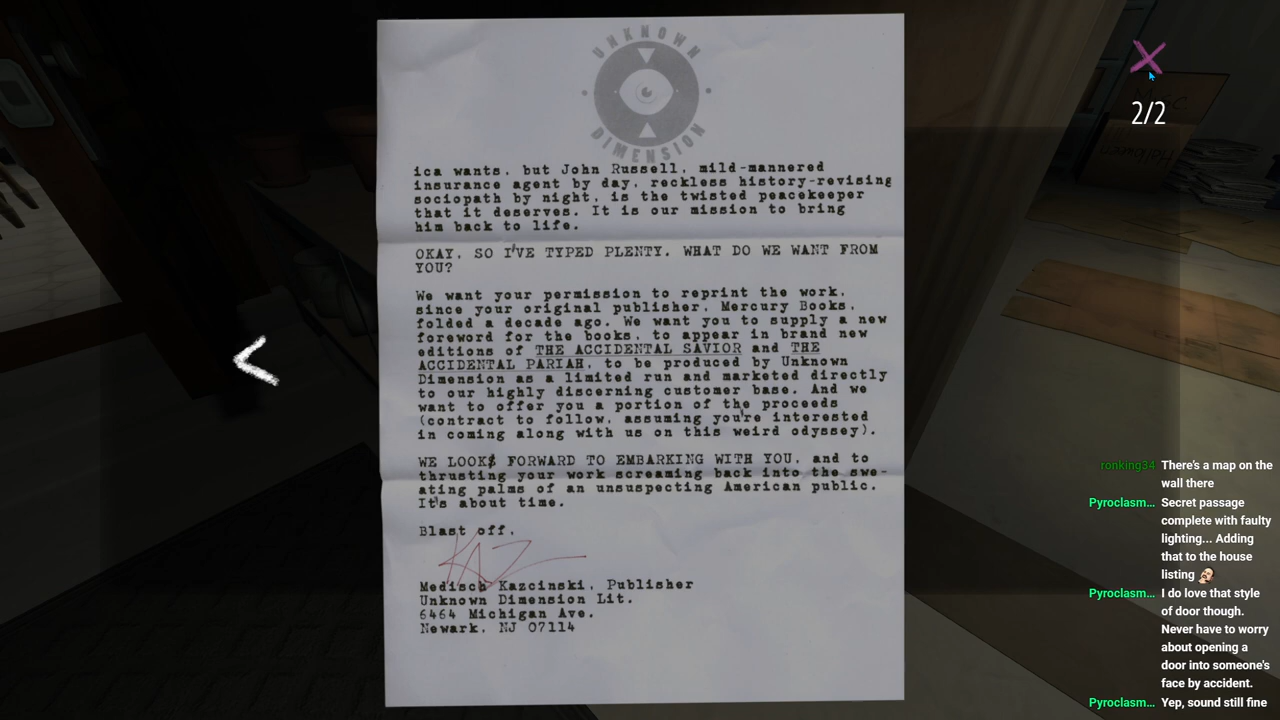 UNKNOWN
DIMENSION
2/2
ica wants, but John Russell, mild-mannered
insurance agent by day, reckless history-revising
sociopath by night, is the twisted peacekeeper
that it deserves. It is our mission to bring
him back to life.
OKAY, SO I'VE TYPED PLENTY. WHAT DO WE WANT FROM
YOU?
We want your permission to reprint the work,
since your original publisher, Mercury Books,
folded a decade ago. We want you to supply a new
foreword for the books, to appear in brand new
editions of THE ACCIDENTAL SAVIOR and THE
ACCIDENTAL PARIAH, to be produced by Unknown
Dimension as a limited run and marketed directly
to our highly discerning customer base. And we
want to offer you a portion of the proceeds
(contract to follow, assuming you're interested
in coming along with us on this weird odyssey).
WE LOOK$ FORWARD TO EMBARKING WITH YOU, and to
thrusting your work screaming back into the swe-
ating palms of an unsuspecting American public.
It's about time.
Blast off,
KAZ
Medisch Kazcinski, Publisher
Unknown Dimension Lit.
6464 Michigan Ave.
Newark, NJ 07114
ronking34 There's a map on the
wall there
Pyroclasm... Secret passage
complete with faulty
lighting... Adding
that to the house
listing
Pyroclasm... I do love that style
of door though.
Never have to worry
about opening a
door into someone's
face by accident.
Pyroclasm... Yep, sound still fine